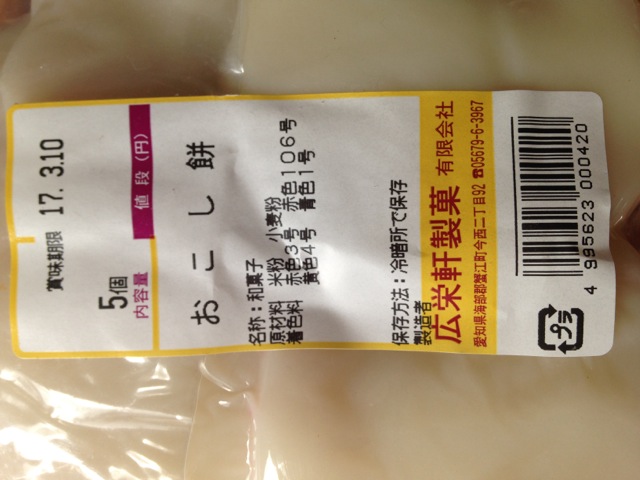 賞味期限 17. 3.10
値 段 (円)
5個
内容量
おこし餅
名称：和菓子
原材料 米粉 小麦粉
着色料 赤色3号 赤色106号
黄色4号 青色1号
保存方法：冷暗所で保存
製造者
広栄軒製菓 有限会社
愛知県海部郡蟹江町今西二丁目92 ☎05679-6-3967
4 995623 000420
プラ